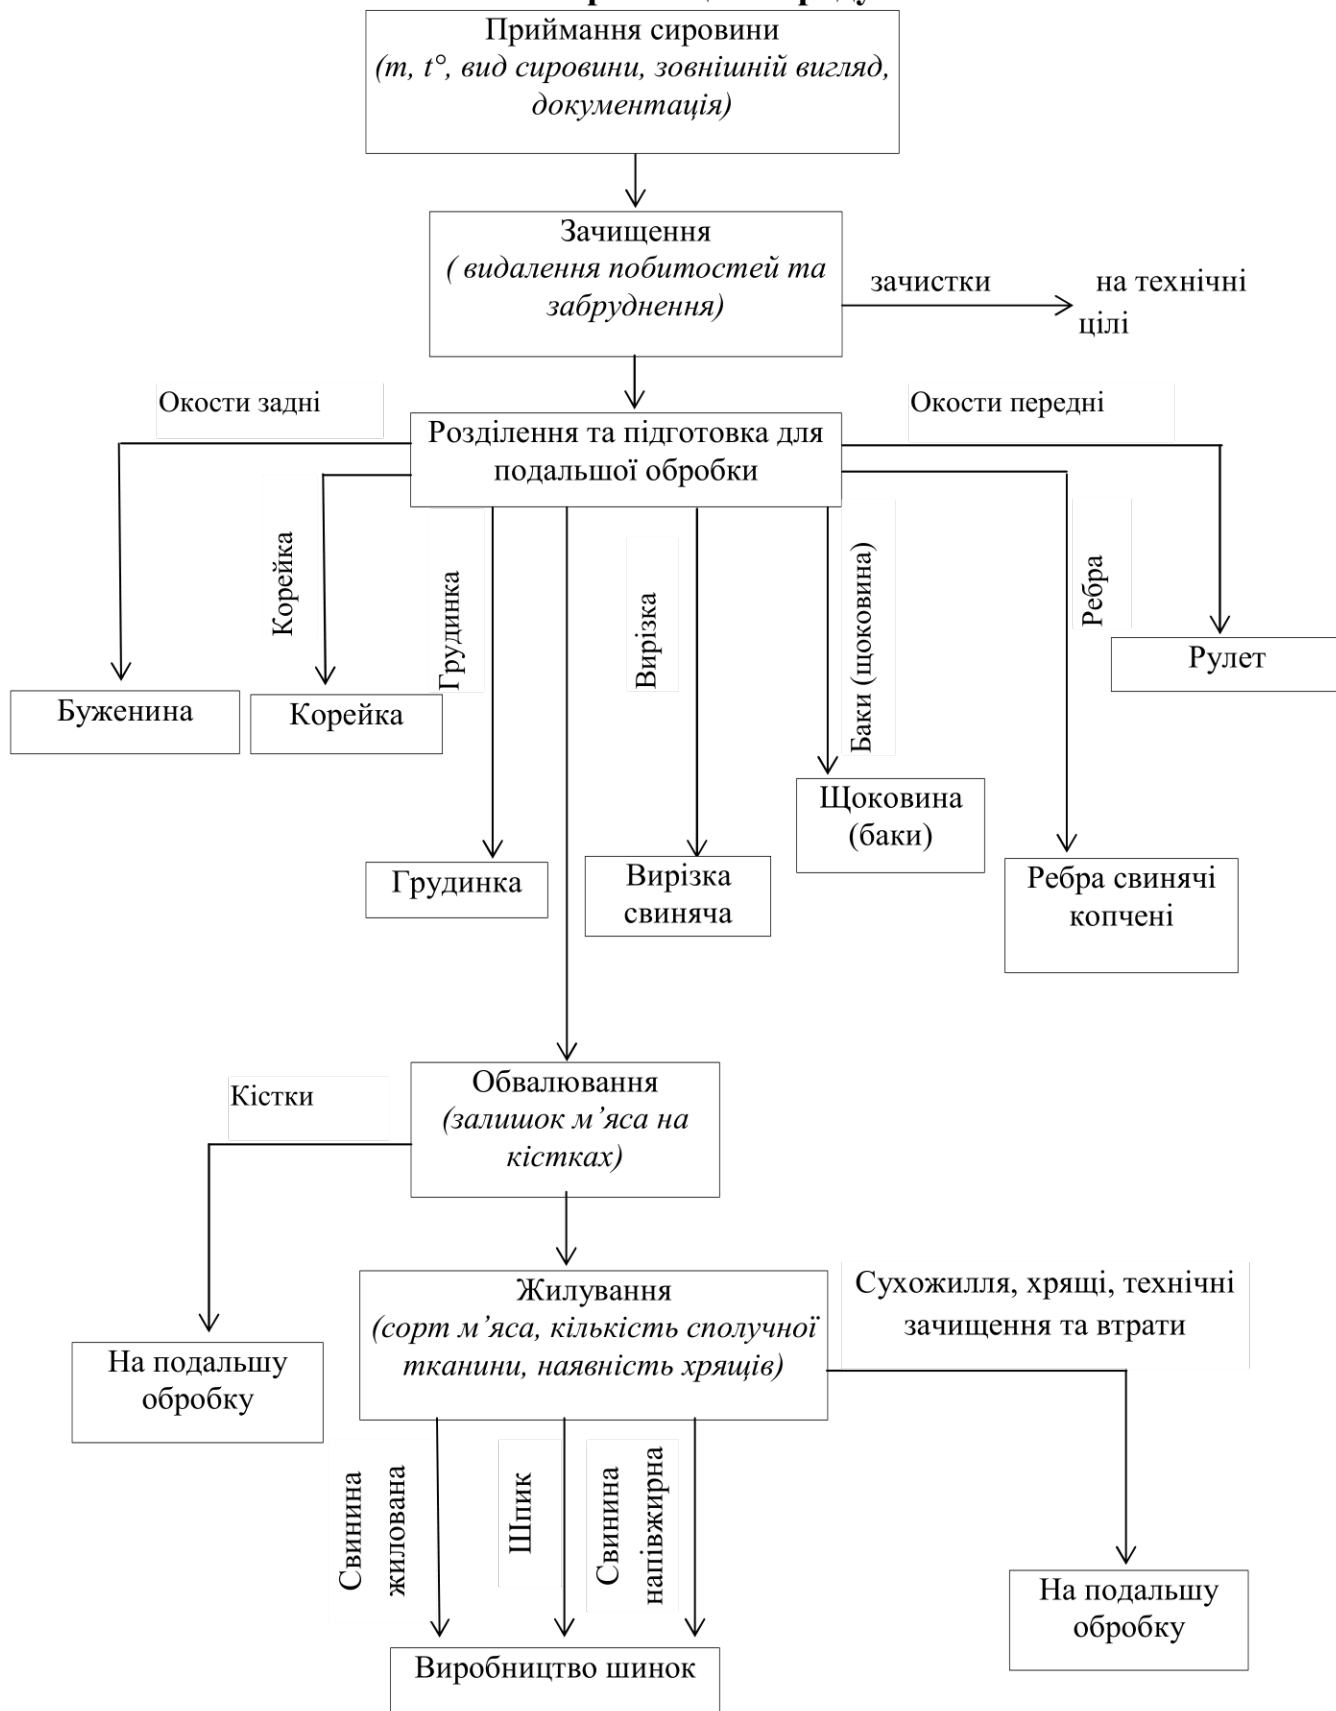 Приймання сировини
(m, t°, вид сировини, зовнішній вигляд,
документація)
Зачищення
( видалення побитостей та
забруднення)
зачистки на технічні
цілі
Окости задні
Окости передні
Розділення та підготовка для
подальшої обробки
Корейка
Грудинка
Вирізка
Баки (щоковина)
Ребра
Рулет
Буженина
Корейка
Щоковина
(баки)
Грудинка
Вирізка
свиняча
Ребра свинячі
копчені
Обвалювання
(залишок м’яса на
кістках)
Кістки
Жилування
(сорт м’яса, кількість сполучної
тканини, наявність хрящів)
Сухожилля, хрящі, технічні
зачищення та втрати
На подальшу
обробку
Свинина
жилована
Шпик
Свинина
напівжирна
На подальшу
обробку
Виробництво шинок